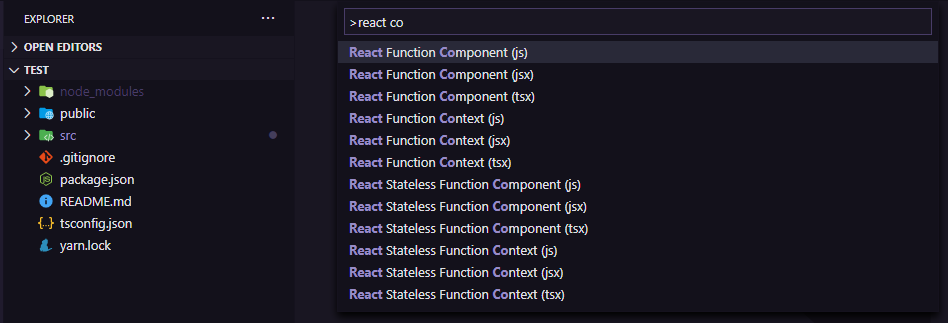 EXPLORER
OPEN EDITORS
TEST
node_modules
public
src
.gitignore
package.json
README.md
tsconfig.json
yarn.lock
>react co
React Function Component (js)
React Function Component (jsx)
React Function Component (tsx)
React Function Context (js)
React Function Context (jsx)
React Function Context (tsx)
React Stateless Function Component (js)
React Stateless Function Component (jsx)
React Stateless Function Component (tsx)
React Stateless Function Context (js)
React Stateless Function Context (jsx)
React Stateless Function Context (tsx)